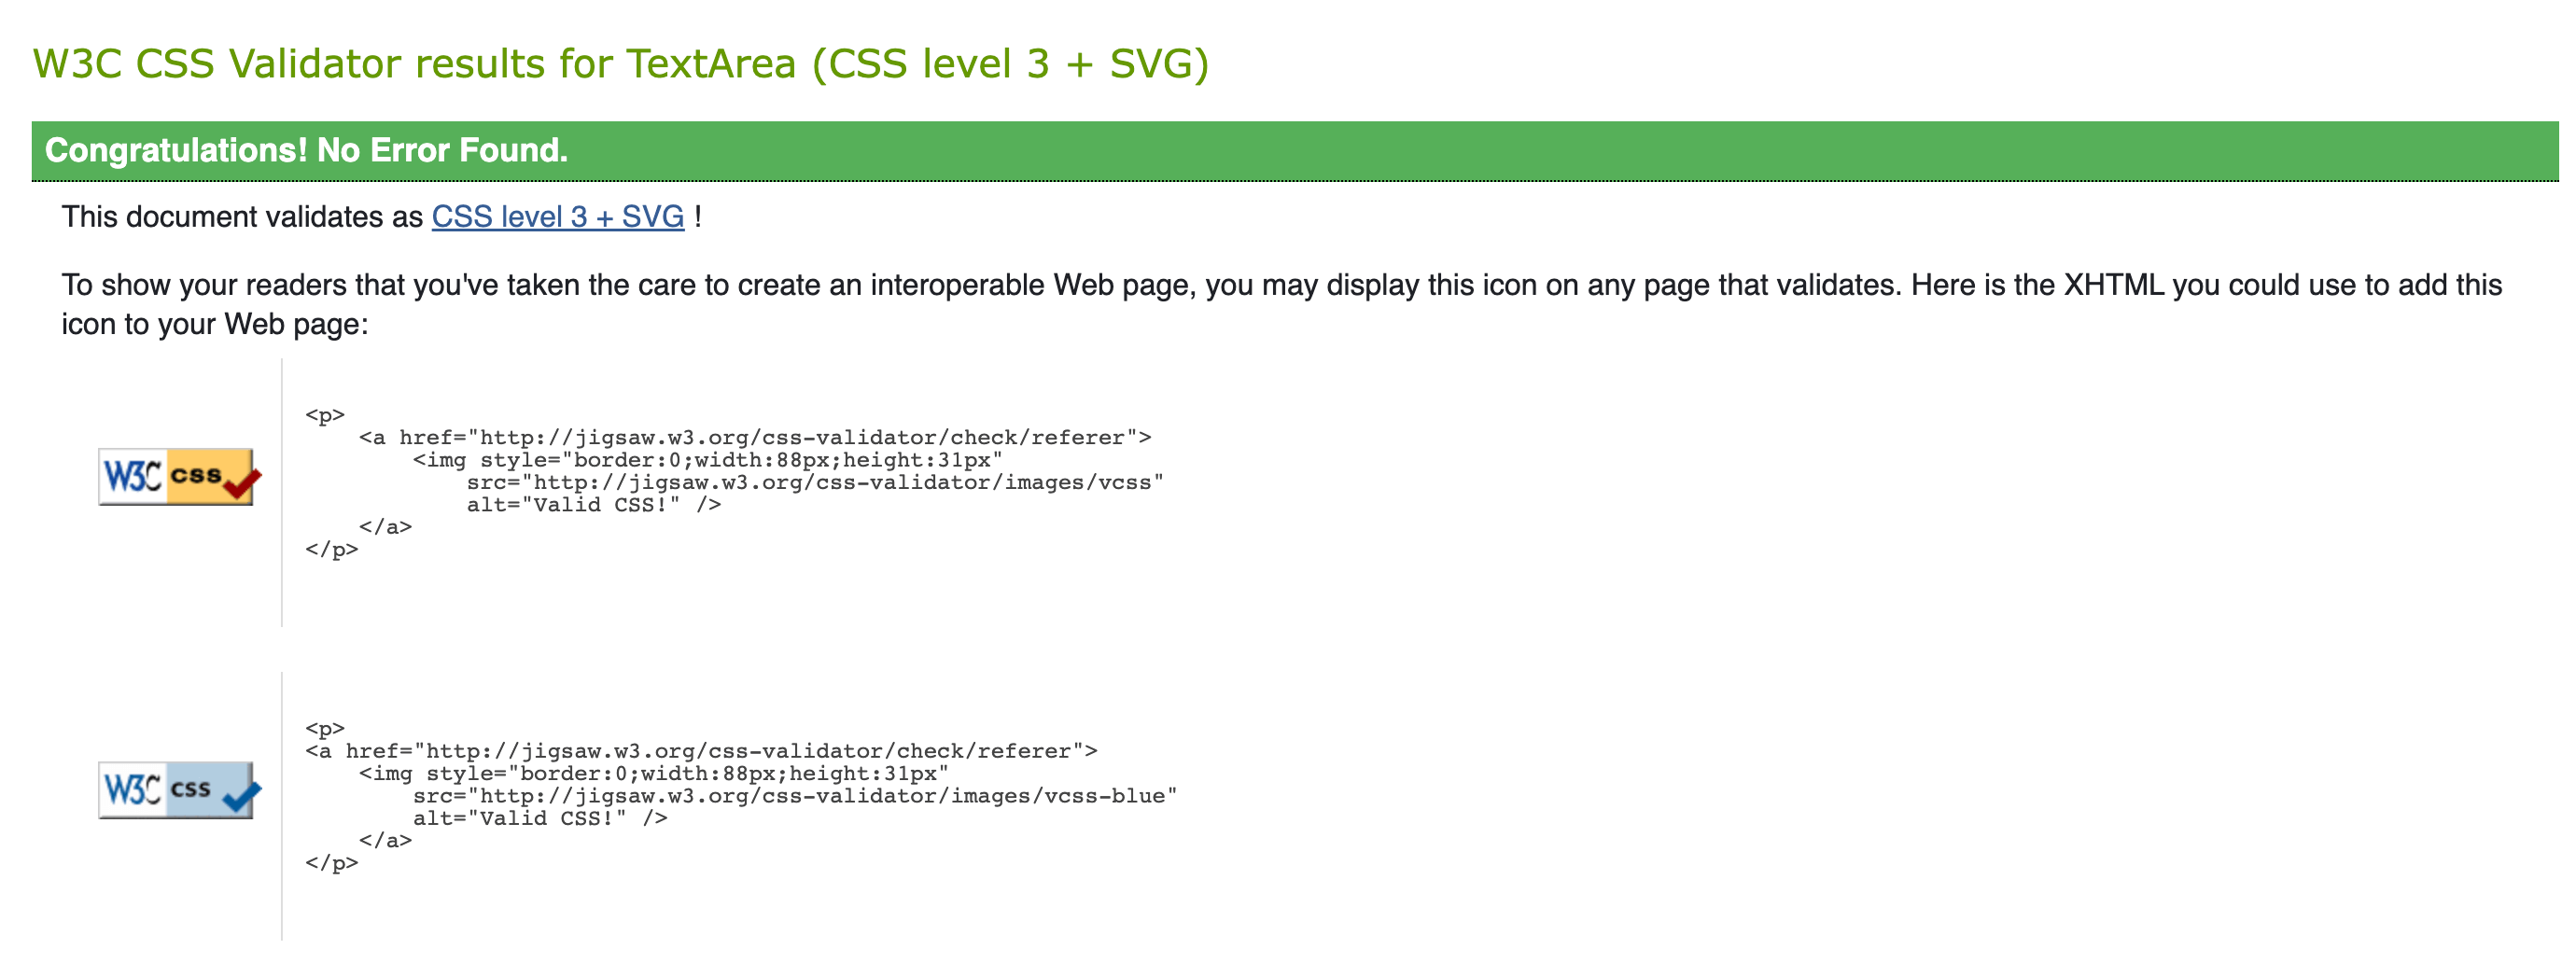 W3C CSS Validator results for TextArea (CSS level 3 + SVG)
Congratulations! No Error Found.
This document validates as CSS level 3 + SVG !
To show your readers that you've taken the care to create an interoperable Web page, you may display this icon on any page that validates. Here is the XHTML you could use to add this
icon to your Web page:
W3C css
<p>
    <a href="http://jigsaw.w3.org/css-validator/check/referer">
        <img style="border:0;width:88px;height:31px"
            src="http://jigsaw.w3.org/css-validator/images/vcss"
            alt="Valid CSS!" />
    </a>
</p>
W3C css
<p>
<a href="http://jigsaw.w3.org/css-validator/check/referer">
    <img style="border:0;width:88px;height:31px"
        src="http://jigsaw.w3.org/css-validator/images/vcss-blue"
        alt="Valid CSS!" />
    </a>
</p>